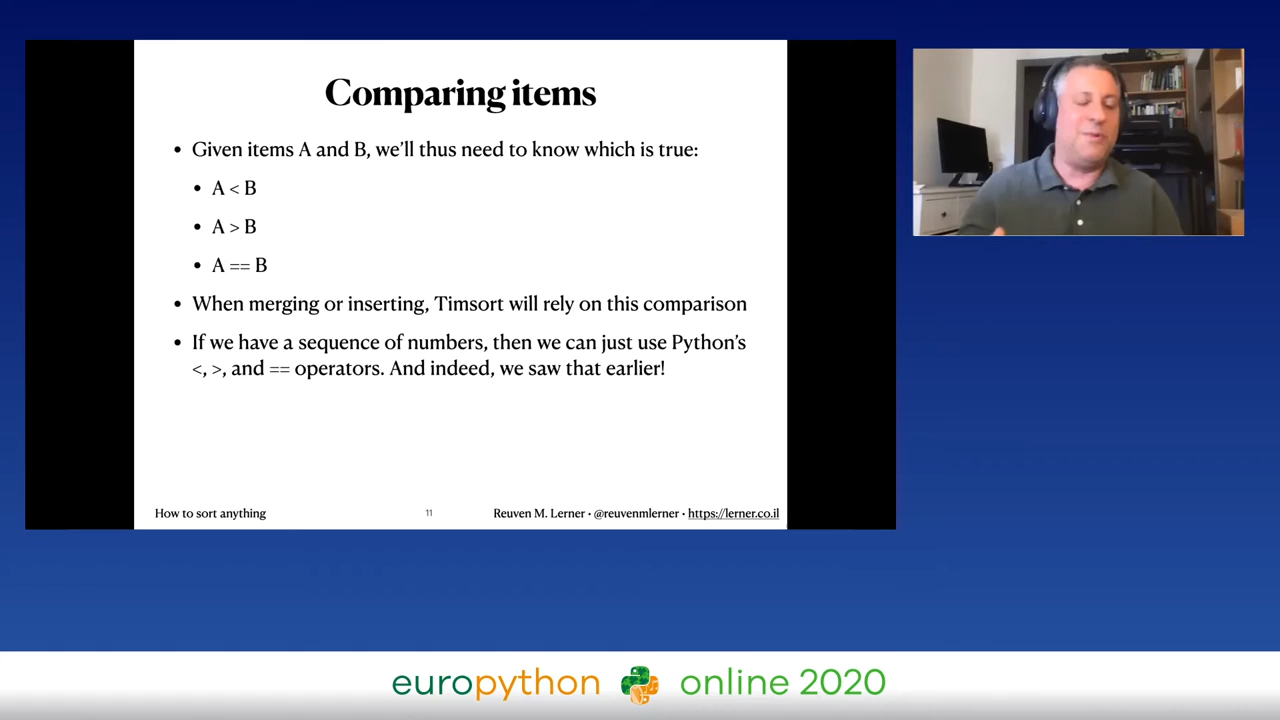 Comparing items
• Given items A and B, we'll thus need to know which is true:
• A < B
• A > B
• A == B
• When merging or inserting, Timsort will rely on this comparison
• If we have a sequence of numbers, then we can just use Python's
<, >, and == operators. And indeed, we saw that earlier!
How to sort anything
11
Reuven M. Lerner • @reuvenmlerner • https://lerner.co.il
europython online 2020